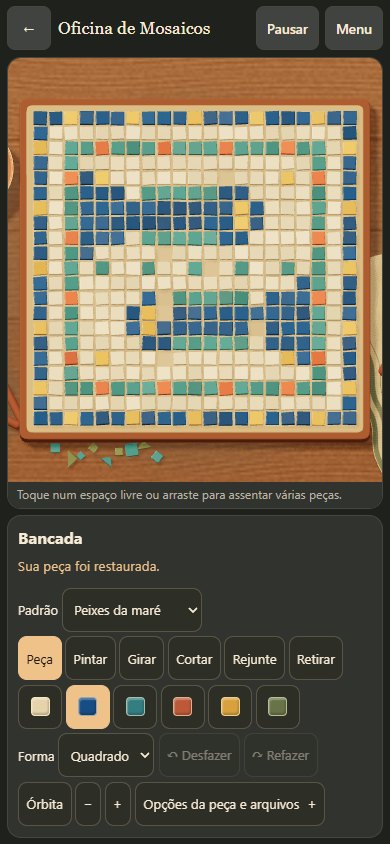 ← Oficina de Mosaicos Pausar Menu
Toque num espaço livre ou arraste para assentar várias peças.
Bancada
Sua peça foi restaurada.
Padrão Peixes da maré
Peça Pintar Girar Cortar Rejunte Retirar
Forma Quadrado ↶ Desfazer ↷ Refazer
Órbita − + Opções da peça e arquivos +